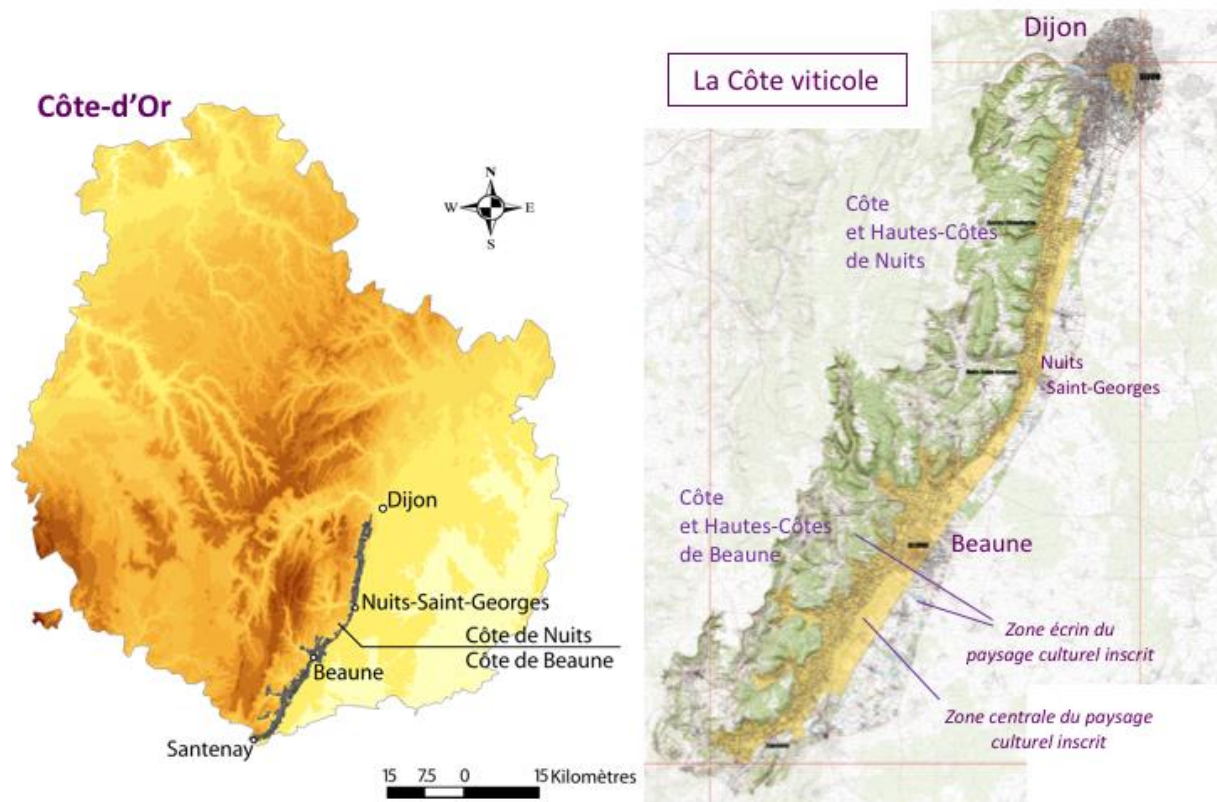 Côte-d'Or
N
W
E
S
Dijon
Nuits-Saint-Georges
Côte de Nuits
Côte de Beaune
Beaune
Santenay
15 7.5 0 15 Kilomètres
La Côte viticole
Dijon
Côte
et Hautes-Côtes
de Nuits
Nuits
-Saint-Georges
Côte
et Hautes-Côtes
de Beaune
Beaune
Zone écrin du
paysage culturel inscrit
Zone centrale du paysage
culturel inscrit